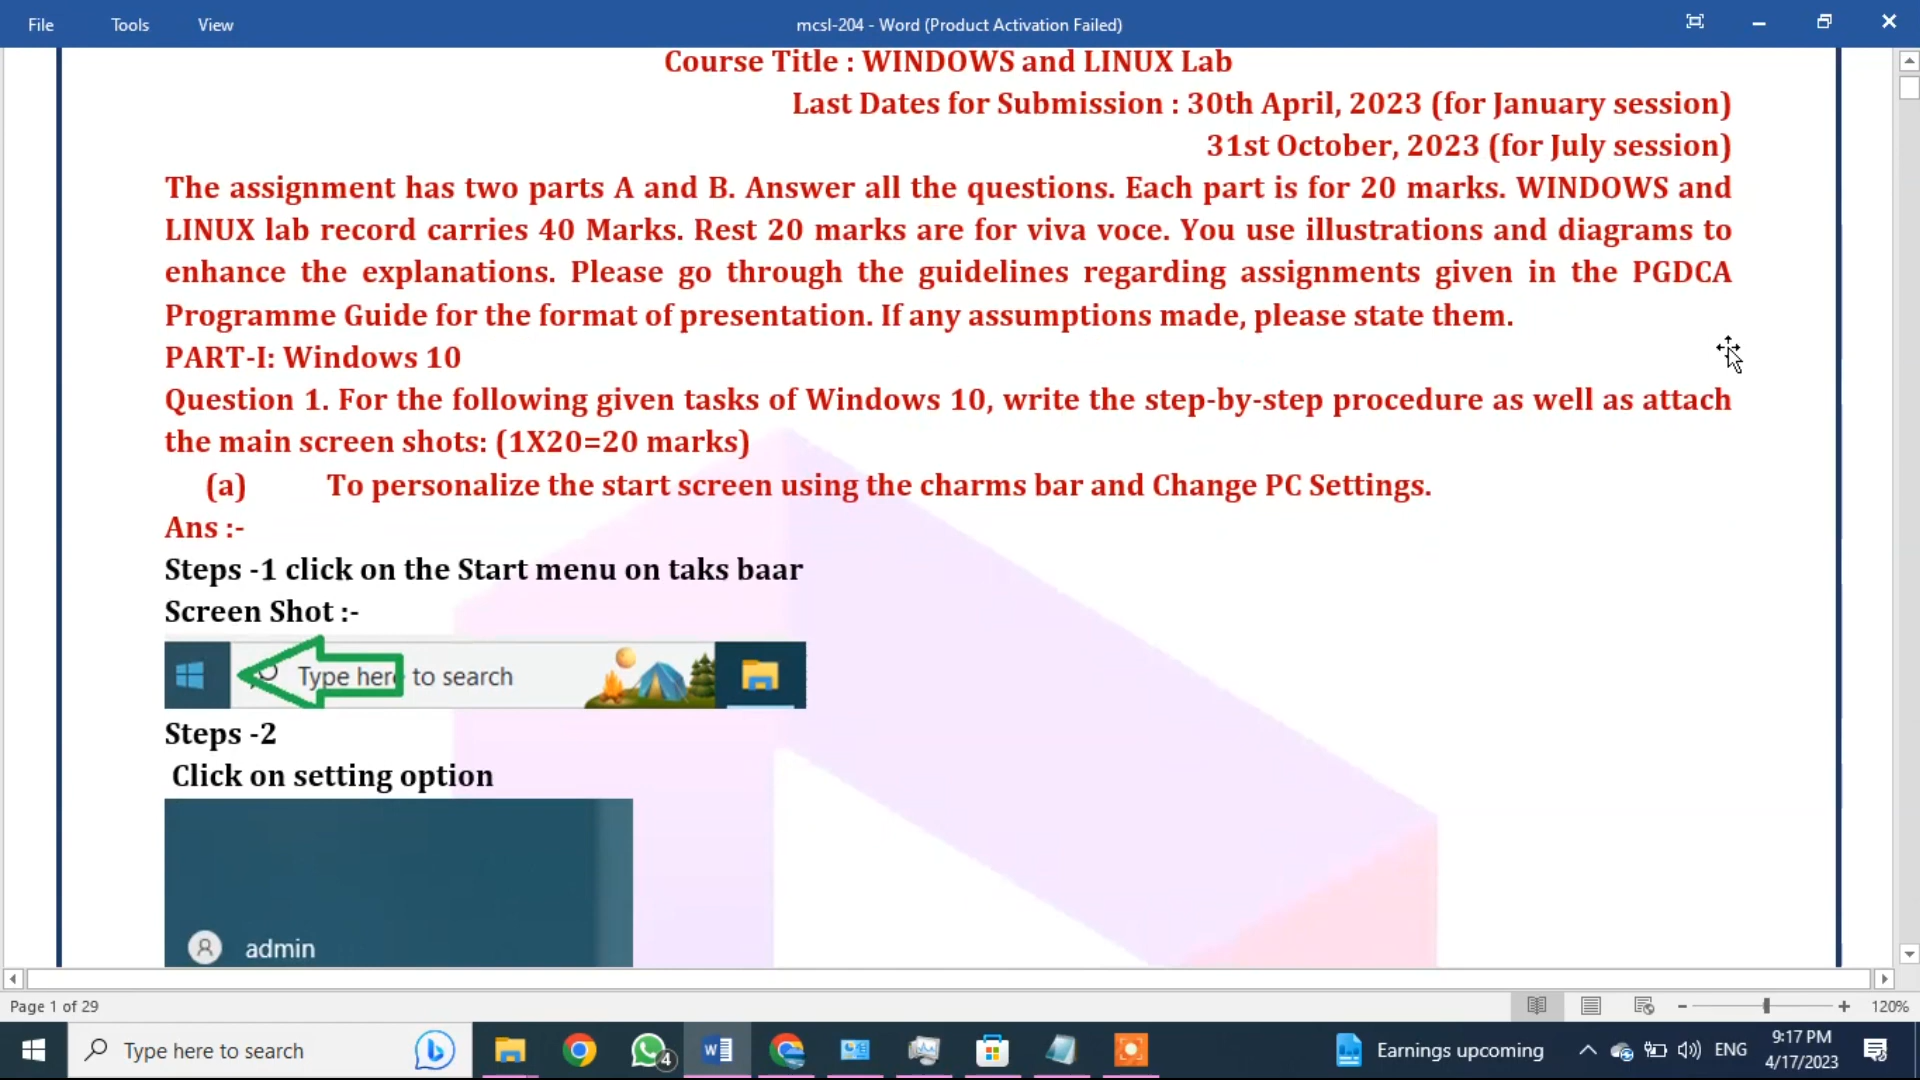 File Tools View mcsl-204 - Word (Product Activation Failed)
Course Title : WINDOWS and LINUX Lab
Last Dates for Submission : 30th April, 2023 (for January session)
31st October, 2023 (for July session)
The assignment has two parts A and B. Answer all the questions. Each part is for 20 marks. WINDOWS and
LINUX lab record carries 40 Marks. Rest 20 marks are for viva voce. You use illustrations and diagrams to
enhance the explanations. Please go through the guidelines regarding assignments given in the PGDCA
Programme Guide for the format of presentation. If any assumptions made, please state them.
PART-I: Windows 10
Question 1. For the following given tasks of Windows 10, write the step-by-step procedure as well as attach
the main screen shots: (1X20=20 marks)
(a) To personalize the start screen using the charms bar and Change PC Settings.
Ans :-
Steps -1 click on the Start menu on taks baar
Screen Shot :-
Type here to search
Steps -2
Click on setting option
admin
Page 1 of 29 120%
Type here to search 4 Earnings upcoming ENG 9:17 PM
4/17/2023